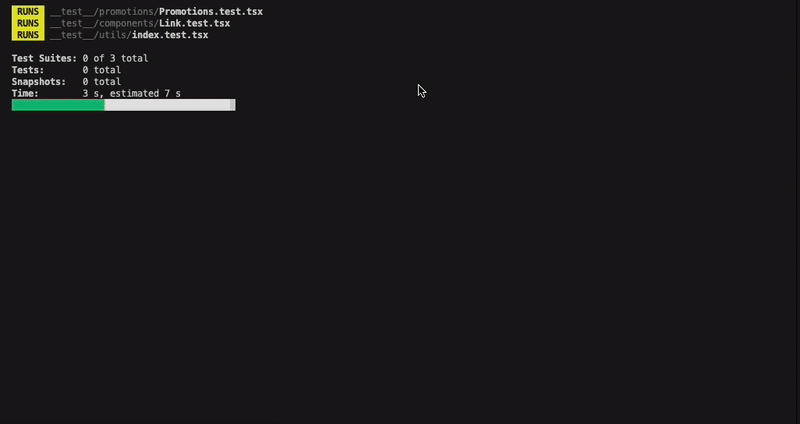 RUNS __test__/promotions/Promotions.test.tsx
RUNS __test__/components/Link.test.tsx
RUNS __test__/utils/index.test.tsx
Test Suites: 0 of 3 total
Tests: 0 total
Snapshots: 0 total
Time: 3 s, estimated 7 s